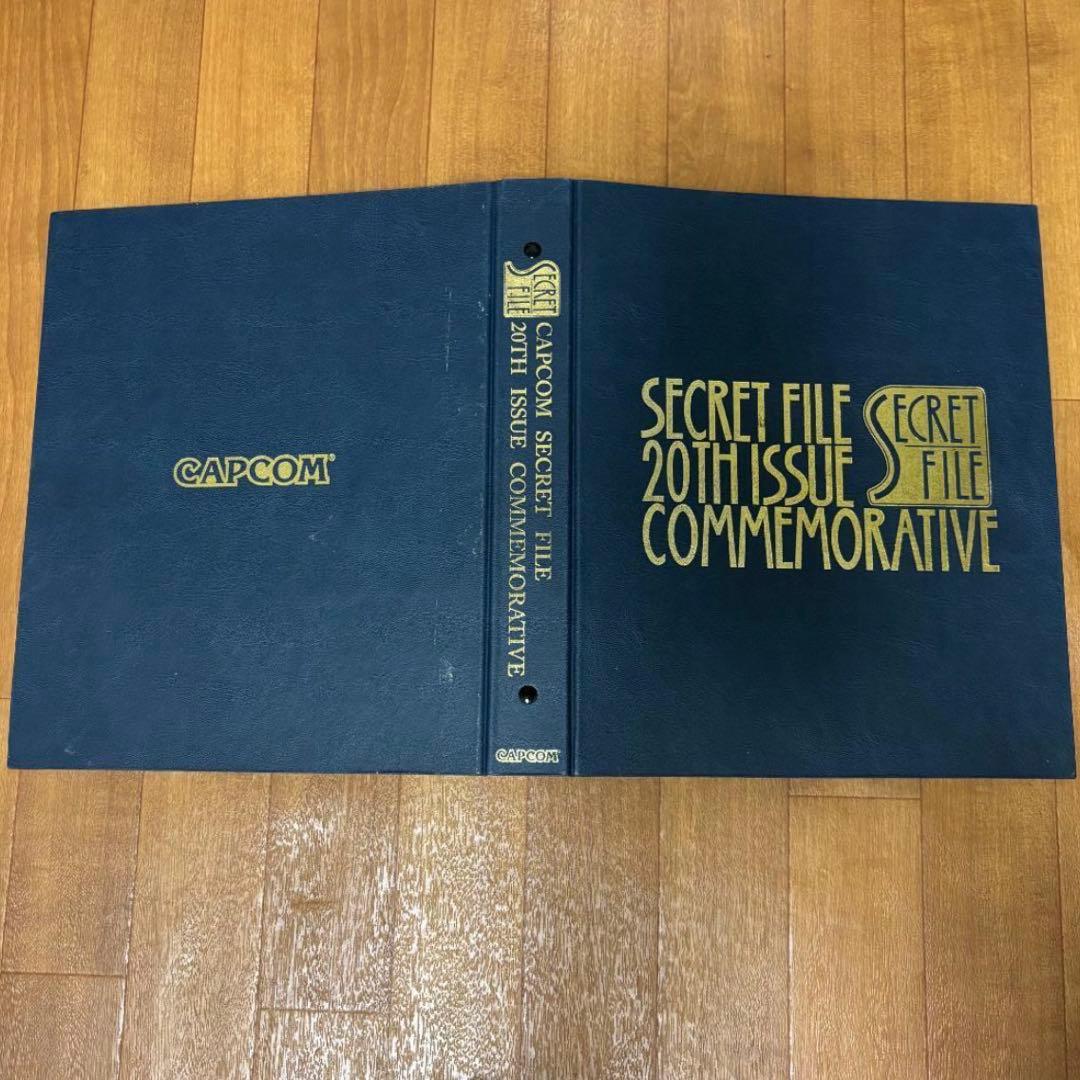 CAPCOM
SECRET
FILE
CAPCOM SECRET FILE
20TH ISSUE COMMEMORATIVE
CAPCOM
SECRET FILE
20TH ISSUE
COMMEMORATIVE
SECRET
FILE